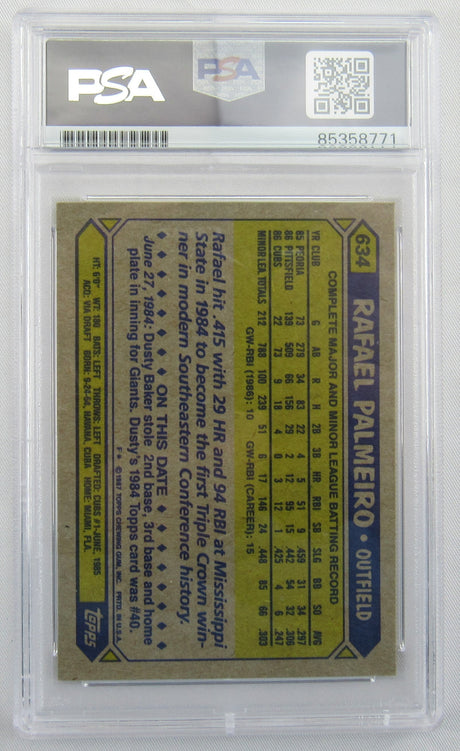 PSA
PSA
85358771
634
RAFAEL PALMEIRO • OUTFIELD
COMPLETE MAJOR AND MINOR LEAGUE BATTING RECORD
YR CLUB G AB R H 2B 3B HR RBI SB SLG BB SO AVG
85 PEORIA 73 279 34 83 22 4 5 51 9 .459 31 34 .297
86 PITTSFIELD 139 509 66 156 29 2 12 95 15 .442 54 32 .306
86 CUBS 22 73 9 18 4 0 3 12 1 .425 4 6 .247
MINOR LEA. TOTALS 212 788 100 239 51 6 17 146 24 .448 85 66 .303
GW-RBI (1986): 10 GW-RBI (CAREER): 15
Rafael hit .415 with 29 HR and 94 RBI at Mississippi
State in 1984 to become the first Triple Crown win-
ner in modern Southeastern Conference history.
ON THIS DATE
June 27, 1984: Dusty Baker stole 2nd base, 3rd base and home
plate in inning for Giants. Dusty's 1984 Topps card was #40.
F* © 1987 TOPPS CHEWING GUM, INC. PRTD. IN U.S.A.
HT: 6'0" WT: 180 BATS: LEFT THROWS: LEFT DRAFTED: CUBS #1-JUNE, 1985
ACQ: VIA DRAFT BORN: 9-24-64, HAVANA, CUBA HOME: MIAMI, FLA.
topps